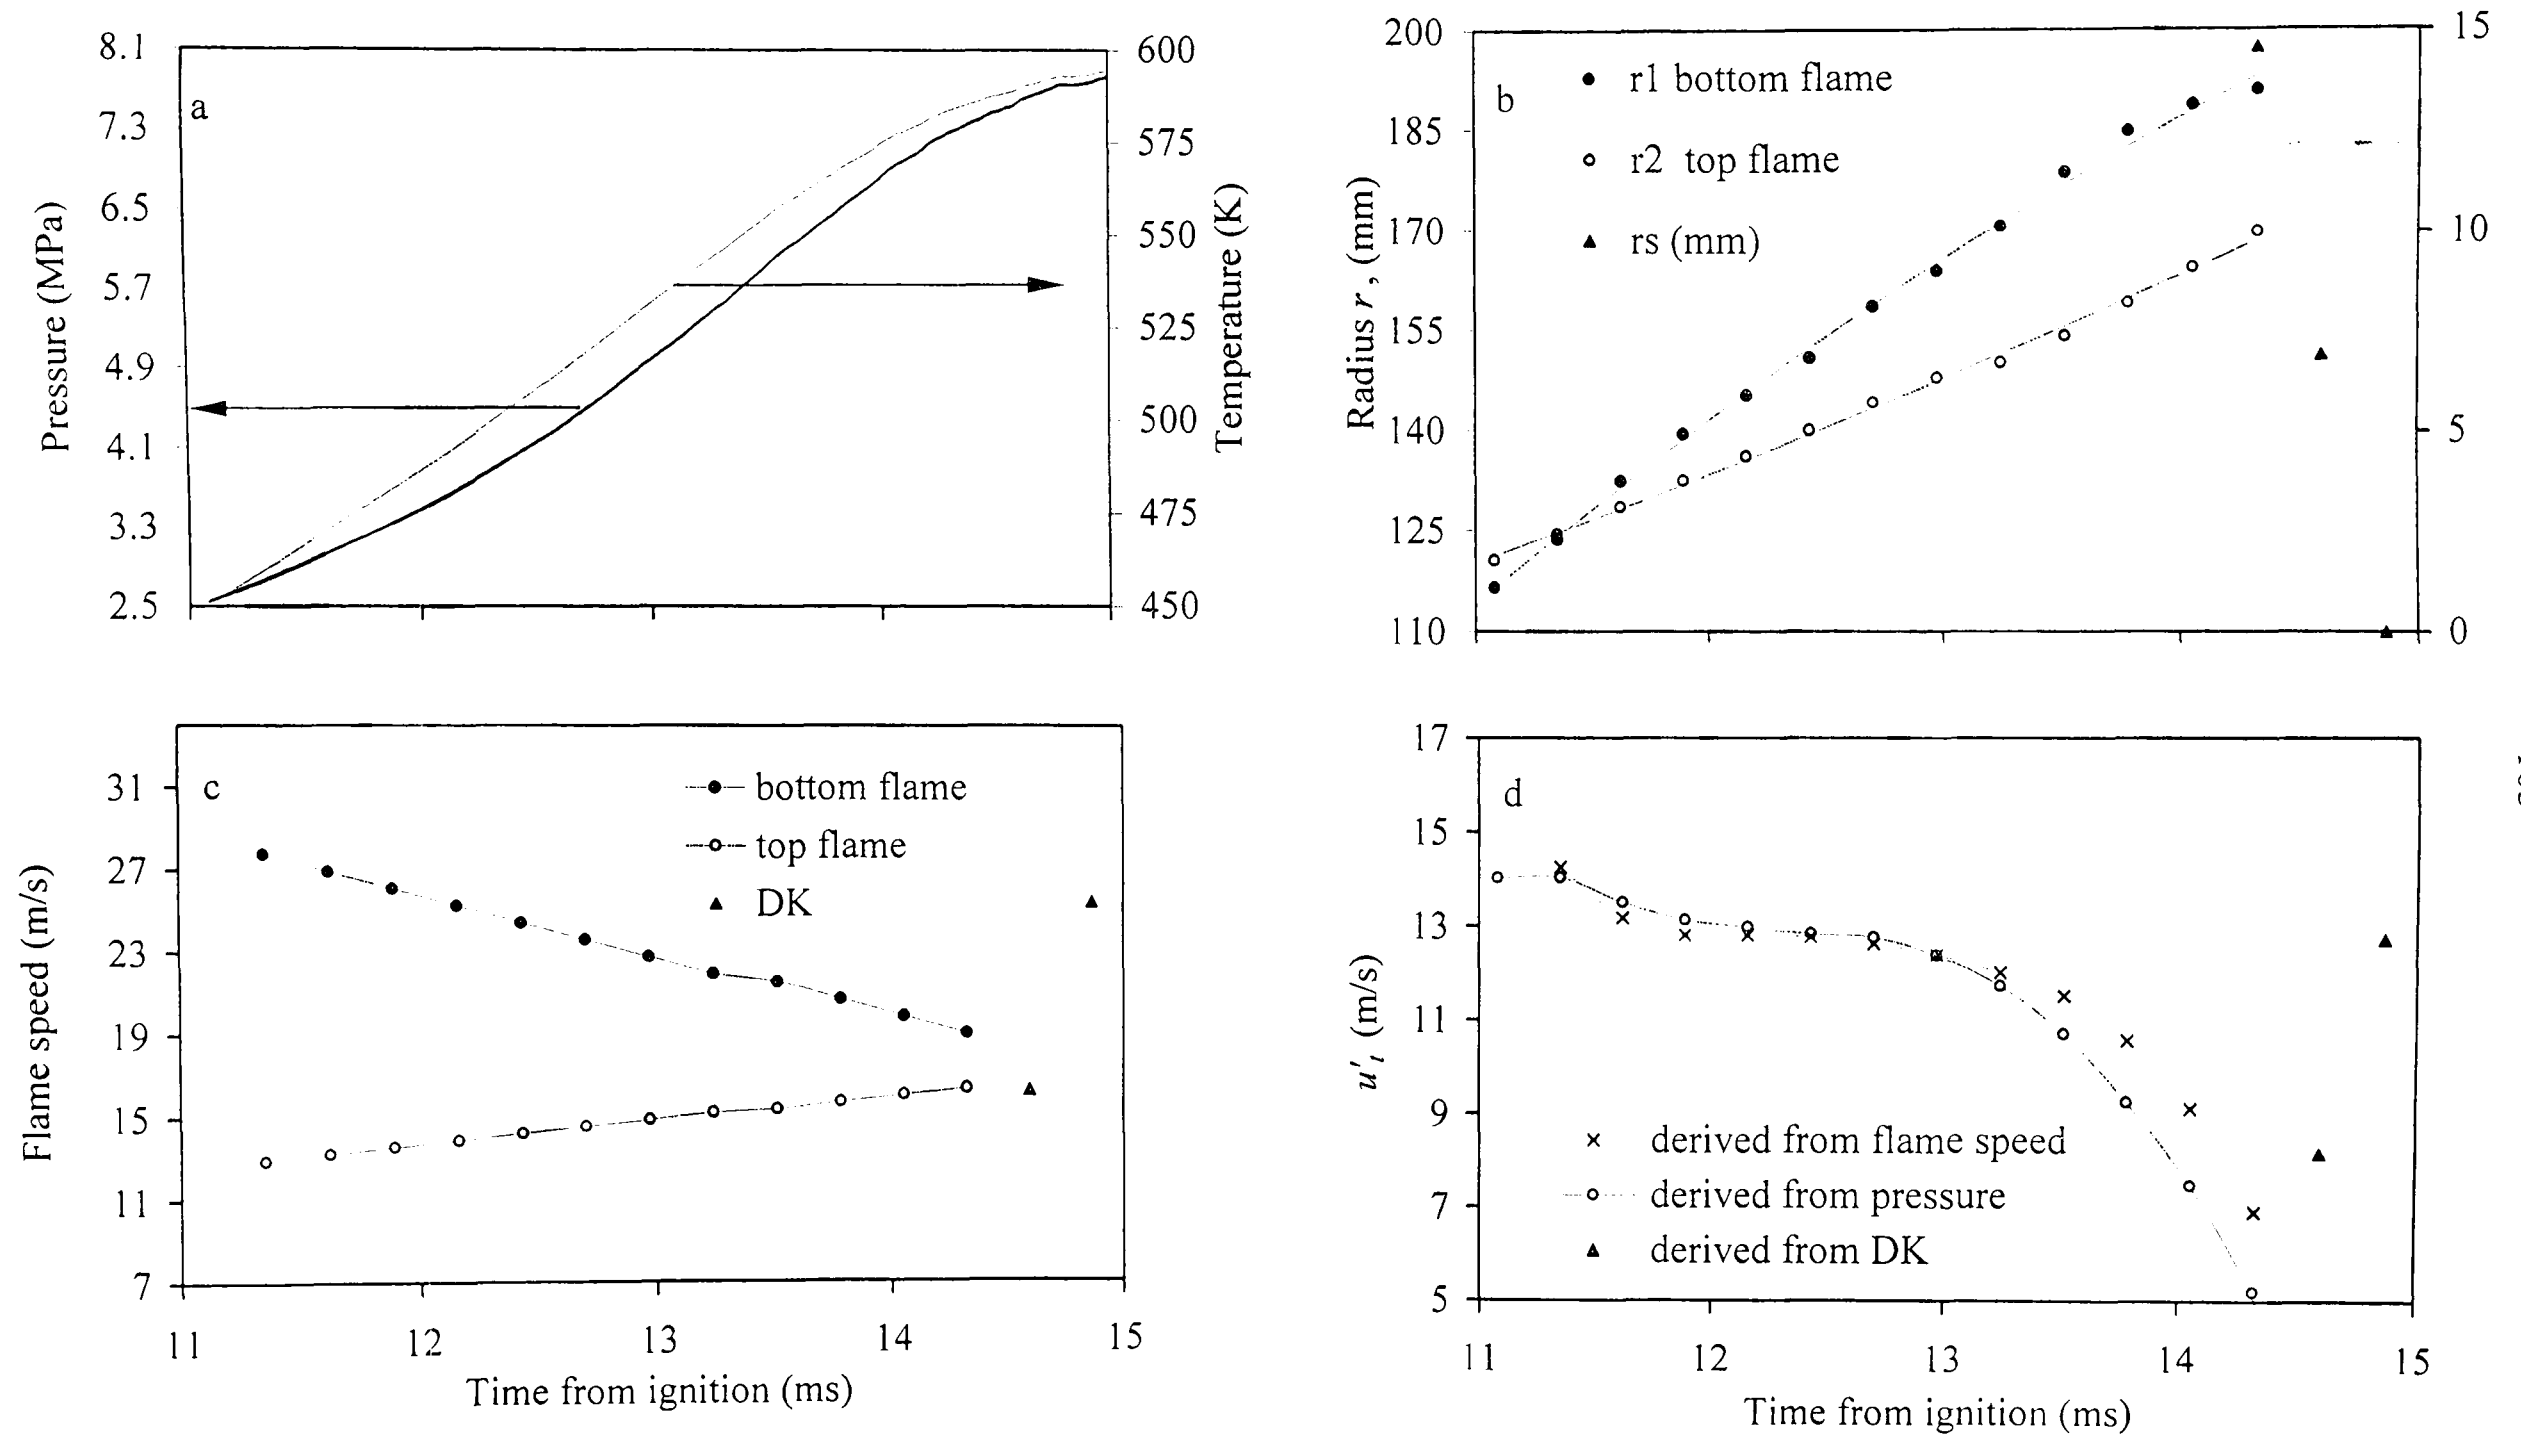 a
8.1
7.3
6.5
5.7
4.9
4.1
3.3
2.5
Pressure (MPa)
600
575
550
525
500
475
450
Temperature (K)
b
200
185
170
155
140
125
110
Radius r , (mm)
r1 bottom flame
r2 top flame
rs (mm)
15
10
5
0
c
31
27
23
19
15
11
7
Flame speed (m/s)
bottom flame
top flame
DK
11 12 13 14 15
Time from ignition (ms)
d
17
15
13
11
9
7
5
u't (m/s)
derived from flame speed
derived from pressure
derived from DK
11 12 13 14 15
Time from ignition (ms)